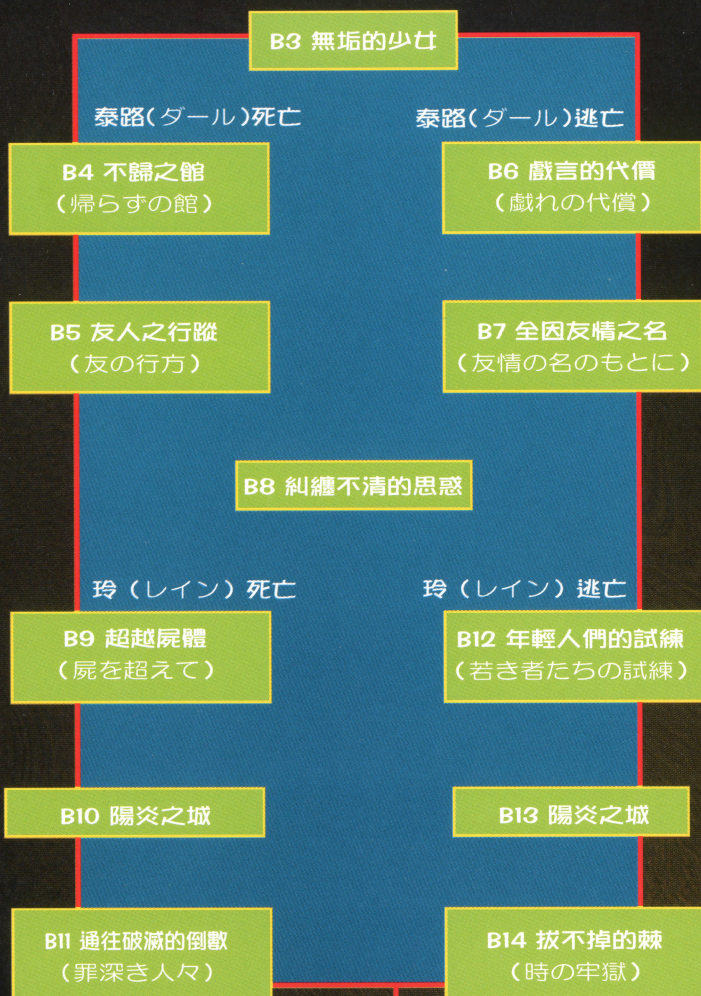 B3 無垢的少女
泰路(ダール)死亡
泰路(ダール)逃亡
B4 不歸之館
(帰らずの館)
B6 戲言的代價
(戯れの代償)
B5 友人之行蹤
(友の行方)
B7 全因友情之名
(友情の名のもとに)
B8 糾纏不清的思惑
玲(レイン)死亡
玲(レイン)逃亡
B9 超越屍體
(屍を超えて)
B12 年輕人們的試練
(若き者たちの試練)
B10 陽炎之城
B13 陽炎之城
B11 通往破滅的倒數
(罪深き人々)
B14 拔不掉的棘
(時の牢獄)